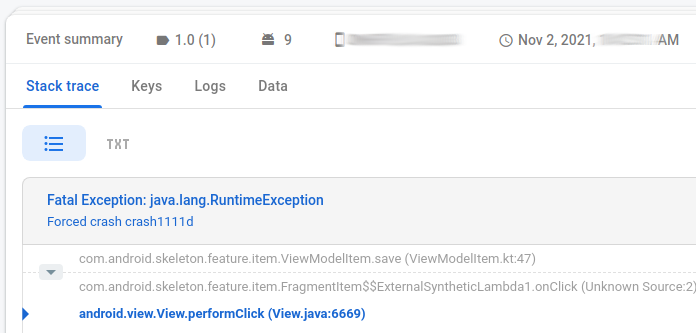 Event summary 1.0 (1) 9 Nov 2, 2021, AM
Stack trace Keys Logs Data
TXT
Fatal Exception: java.lang.RuntimeException
Forced crash crash1111d
com.android.skeleton.feature.item.ViewModelItem.save (ViewModelItem.kt:47)
com.android.skeleton.feature.item.FragmentItem$$ExternalSyntheticLambda1.onClick (Unknown Source:2)
android.view.View.performClick (View.java:6669)